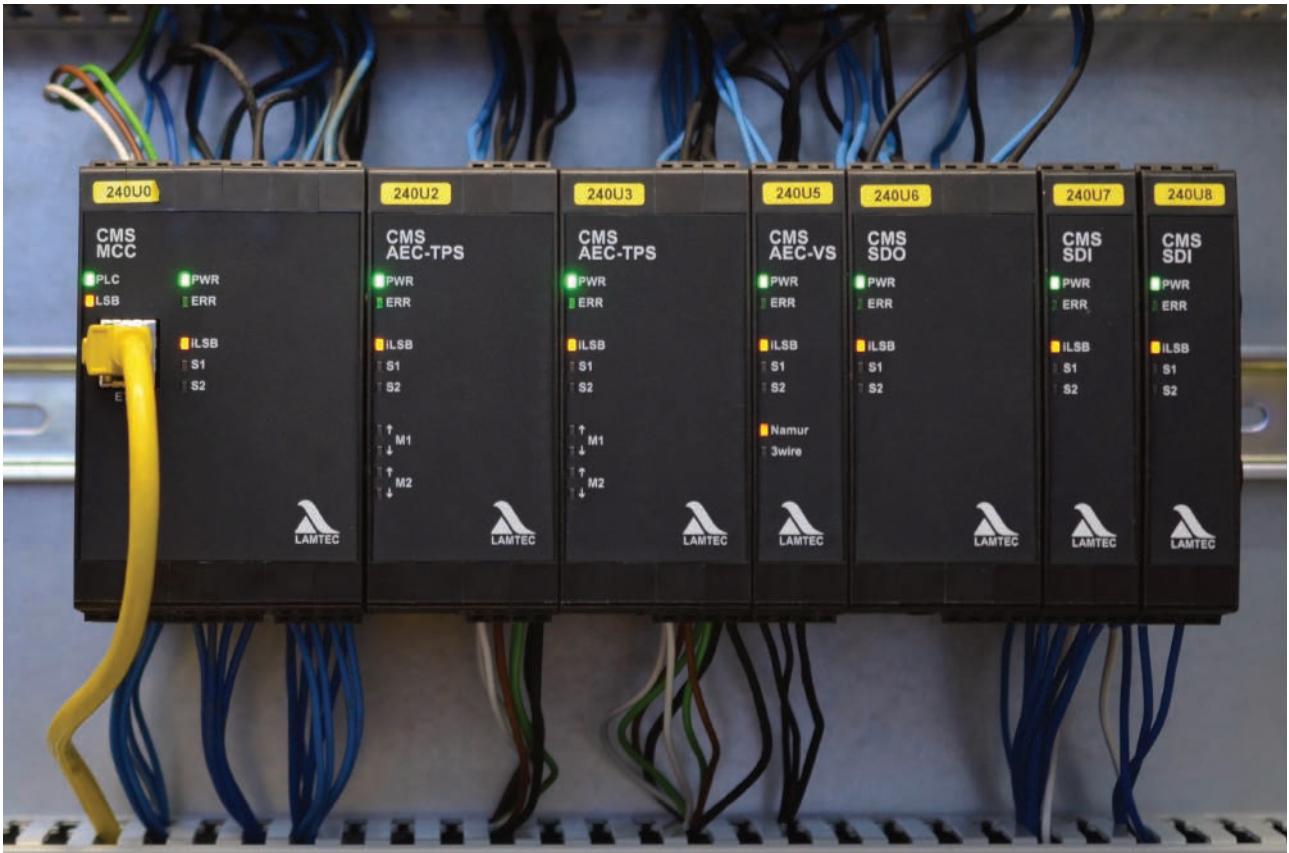 240U0
CMS
MCC
PLC
PWR
LSB
ERR
iLSB
S1
S2
LAMTEC
240U2
CMS
AEC-TPS
PWR
ERR
iLSB
S1
S2
↑
M1
↓
↑
M2
↓
LAMTEC
240U3
CMS
AEC-TPS
PWR
ERR
iLSB
S1
S2
↑
M1
↓
↑
M2
↓
LAMTEC
240U5
CMS
AEC-VS
PWR
ERR
iLSB
S1
S2
Namur
3wire
LAMTEC
240U6
CMS
SDO
PWR
ERR
iLSB
S1
S2
LAMTEC
240U7
CMS
SDI
PWR
ERR
iLSB
S1
S2
LAMTEC
240U8
CMS
SDI
PWR
ERR
iLSB
S1
S2
LAMTEC